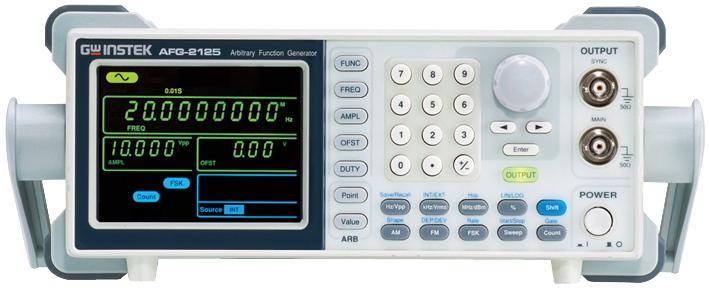 GWINSTEK AFG-2125 Arbitrary Function Generator
0.01S
20.0000000 M Hz
FREQ
10.000 Vpp
AMPL
OFST 0.00 V
FSK
Count
Source INT
FUNC
FREQ
AMPL
OFST
DUTY
Point
Value
ARB
7 8 9
4 5 6
1 2 3
0 • +/-
Enter
OUTPUT
Save/Recall INT/EXT Hop LIN/LOG
Hz/Vpp kHz/Vrms MHz/dBm % Shift
Shape DEP/DEV Rate Start/Stop Gate
AM FM FSK Sweep Count
OUTPUT
SYNC
50Ω
MAIN
50Ω
POWER